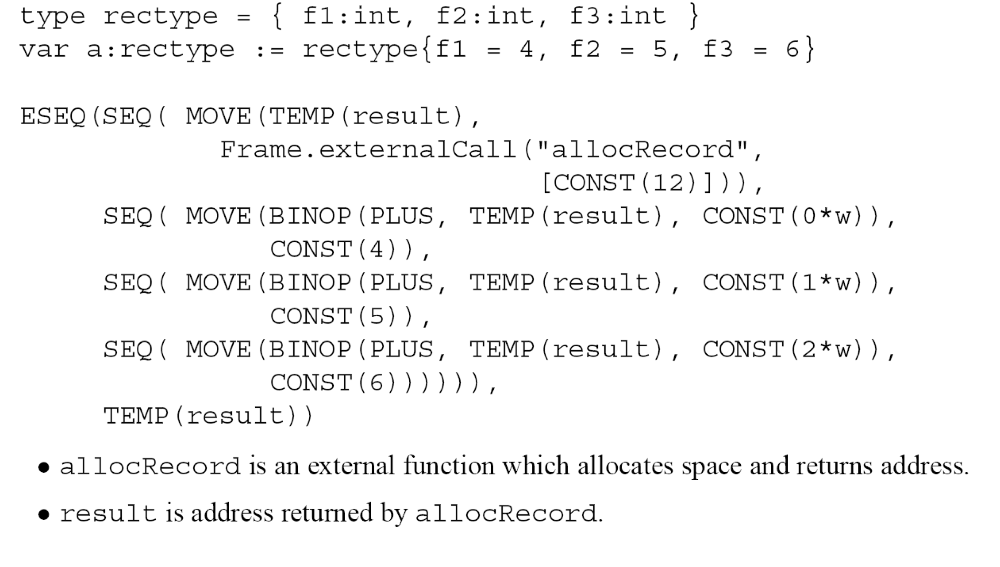 type rectype = { f1:int, f2:int, f3:int }
var a:rectype := rectype{f1 = 4, f2 = 5, f3 = 6}
ESEQ(SEQ( MOVE(TEMP(result),
Frame.externalCall("allocRecord",
[CONST(12)])),
SEQ( MOVE(BINOP(PLUS, TEMP(result), CONST(0*w)),
CONST(4)),
SEQ( MOVE(BINOP(PLUS, TEMP(result), CONST(1*w)),
CONST(5)),
SEQ( MOVE(BINOP(PLUS, TEMP(result), CONST(2*w)),
CONST(6)))))),
TEMP(result))
• allocRecord is an external function which allocates space and returns address.
• result is address returned by allocRecord.